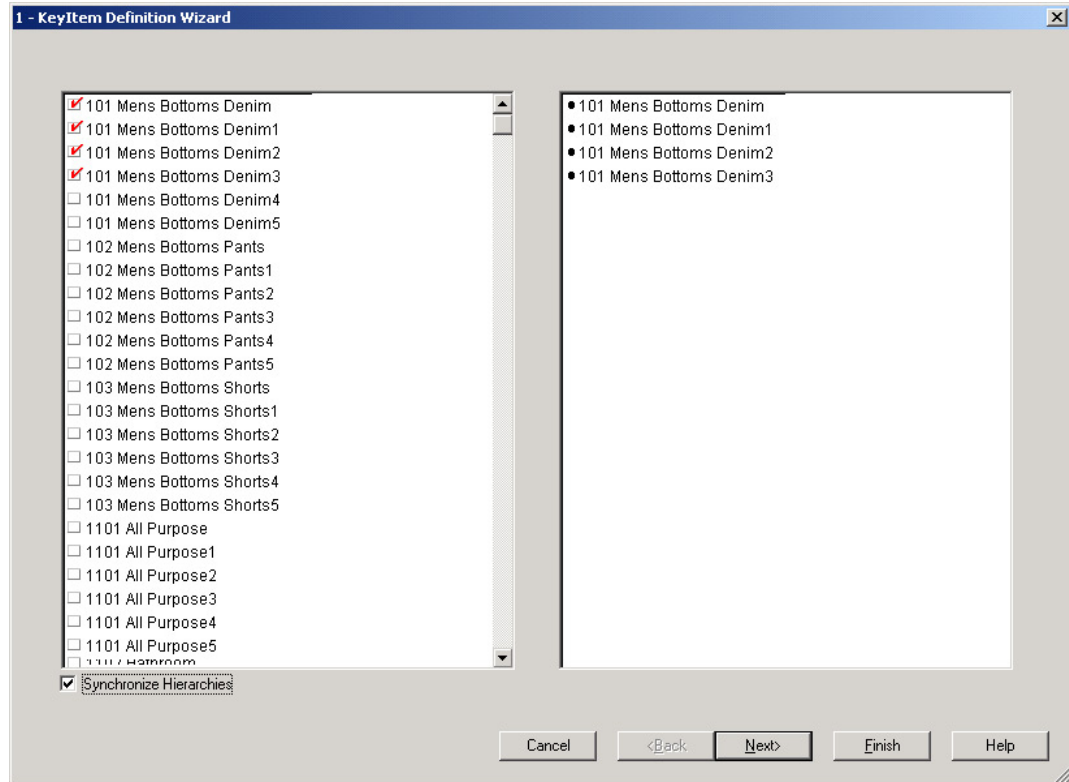 1 - KeyItem Definition Wizard
101 Mens Bottoms Denim
101 Mens Bottoms Denim1
101 Mens Bottoms Denim2
101 Mens Bottoms Denim3
101 Mens Bottoms Denim4
101 Mens Bottoms Denim5
102 Mens Bottoms Pants
102 Mens Bottoms Pants1
102 Mens Bottoms Pants2
102 Mens Bottoms Pants3
102 Mens Bottoms Pants4
102 Mens Bottoms Pants5
103 Mens Bottoms Shorts
103 Mens Bottoms Shorts1
103 Mens Bottoms Shorts2
103 Mens Bottoms Shorts3
103 Mens Bottoms Shorts4
103 Mens Bottoms Shorts5
1101 All Purpose
1101 All Purpose1
1101 All Purpose2
1101 All Purpose3
1101 All Purpose4
1101 All Purpose5
Bathroom
Synchronize Hierarchies
101 Mens Bottoms Denim
101 Mens Bottoms Denim1
101 Mens Bottoms Denim2
101 Mens Bottoms Denim3
Cancel
<Back
Next>
Finish
Help